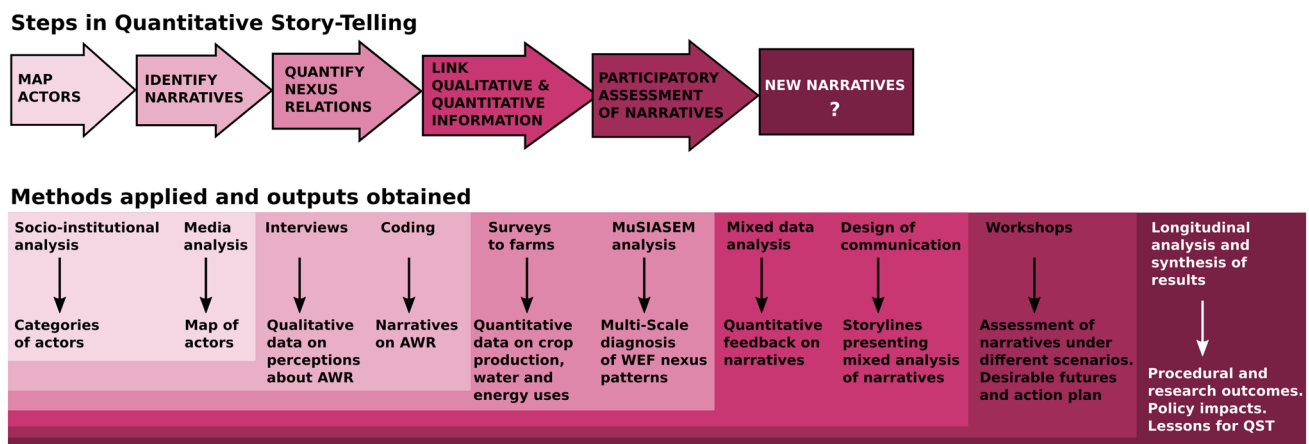 Steps in Quantitative Story-Telling
MAP
ACTORS
IDENTIFY
NARRATIVES
QUANTIFY
NEXUS
RELATIONS
LINK
QUALITATIVE &
QUANTITATIVE
INFORMATION
PARTICIPATORY
ASSESSMENT
OF NARRATIVES
NEW NARRATIVES
?
Methods applied and outputs obtained
Socio-institutional
analysis
Categories
of actors
Media
analysis
Map of
actors
Interviews
Qualitative
data on
perceptions
about AWR
Coding
Narratives
on AWR
Surveys
to farms
Quantitative
data on crop
production,
water and
energy uses
MuSIASEM
analysis
Multi-Scale
diagnosis
of WEF nexus
patterns
Mixed data
analysis
Quantitative
feedback on
narratives
Design of
communication
Storylines
presenting
mixed analysis
of narratives
Workshops
Assessment of
narratives under
different scenarios.
Desirable futures
and action plan
Longitudinal
analysis and
synthesis of
results
Procedural and
research outcomes.
Policy impacts.
Lessons for QST